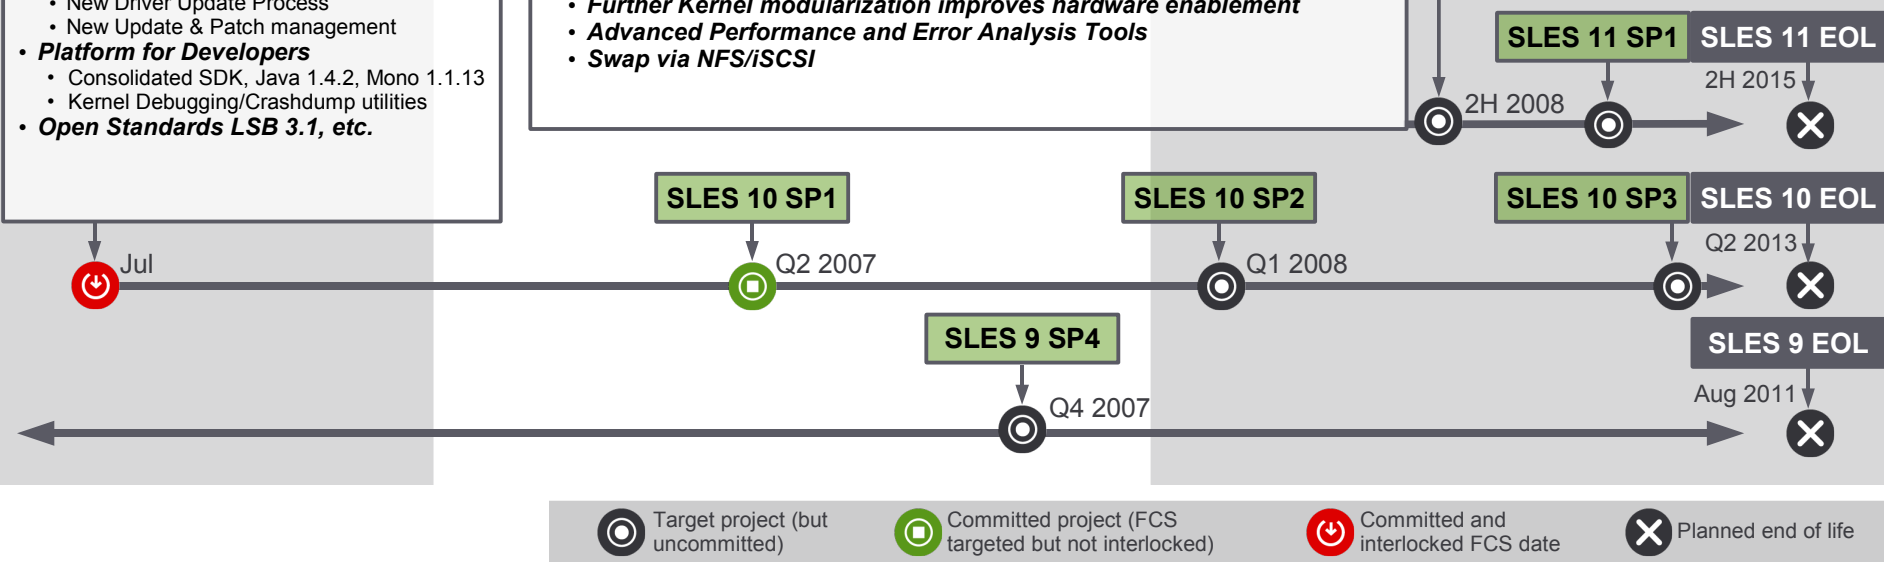 • New Driver Update Process
• New Update & Patch management
• Platform for Developers
• Consolidated SDK, Java 1.4.2, Mono 1.1.13
• Kernel Debugging/Crashdump utilities
• Open Standards LSB 3.1, etc.
• Further Kernel modularization improves hardware enablement
• Advanced Performance and Error Analysis Tools
• Swap via NFS/iSCSI
SLES 11 SP1
SLES 11 EOL
2H 2015
2H 2008
SLES 10 SP1
SLES 10 SP2
SLES 10 SP3
SLES 10 EOL
Q2 2013
Jul
Q2 2007
Q1 2008
SLES 9 SP4
SLES 9 EOL
Aug 2011
Q4 2007
Target project (but
uncommitted)
Committed project (FCS
targeted but not interlocked)
Committed and
interlocked FCS date
Planned end of life